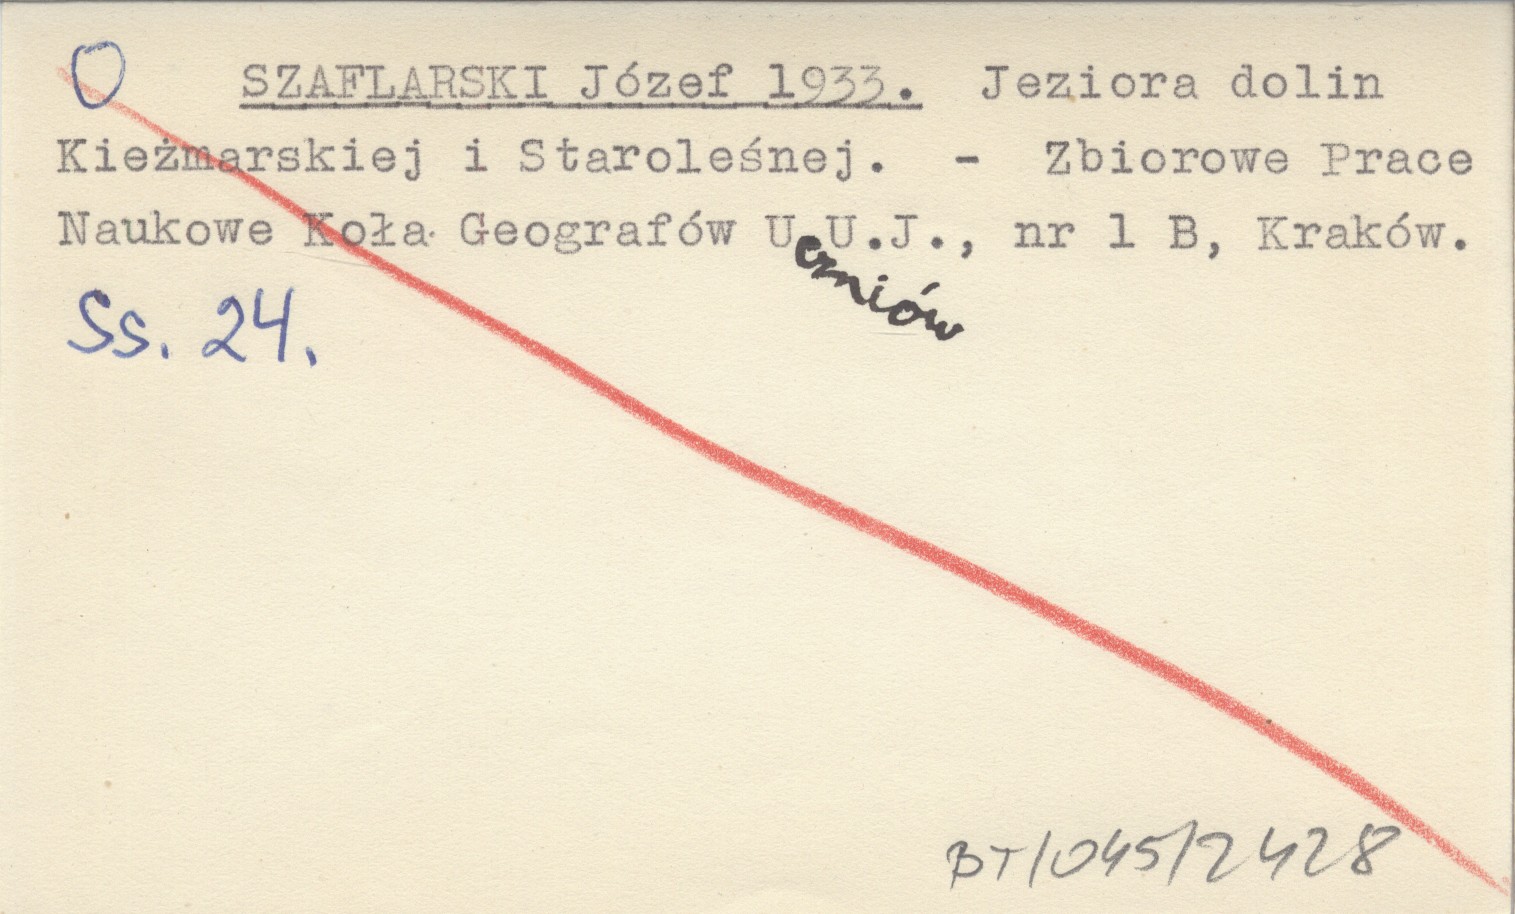 SZAFLARSKI Józef 1933. Jeziora dolin
Kieżmarskiej i Staroleśnej. - Zbiorowe Prace
Naukowe Koła Geografów U U.J., nr 1 B, Kraków.
czniów
Ss. 24.
BT/045/2428